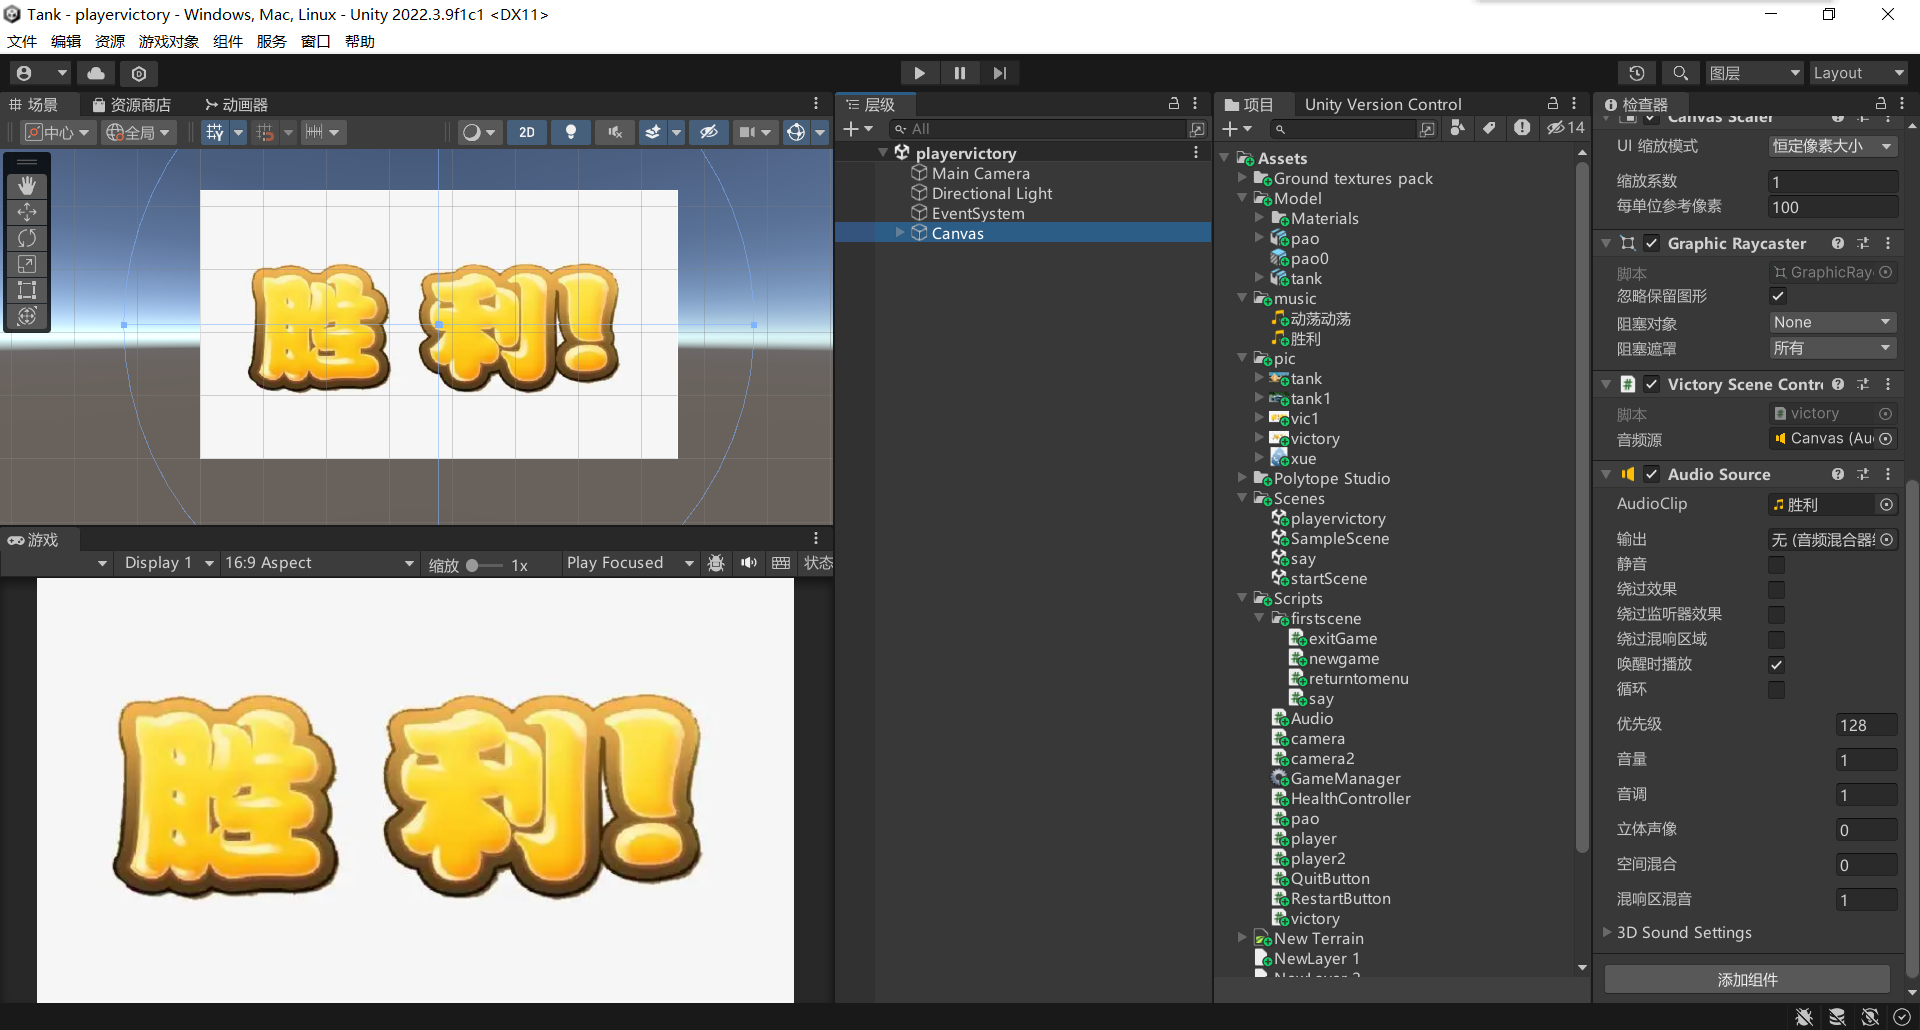 Tank - playervictory - Windows, Mac, Linux - Unity 2022.3.9f1c1 <DX11>
文件 编辑 资源 游戏对象 组件 服务 窗口 帮助
图层 Layout
场景 资源商店 动画器
中心 全局 2D
胜 利!
游戏
Display 1 16:9 Aspect 缩放 1x Play Focused 状态
胜 利!
层级
All
playervictory
Main Camera
Directional Light
EventSystem
Canvas
项目 Unity Version Control
14
Assets
Ground textures pack
Model
Materials
pao
pao0
tank
music
动荡动荡
胜利
pic
tank
tank1
vic1
victory
xue
Polytope Studio
Scenes
playervictory
SampleScene
say
startScene
Scripts
firstscene
exitGame
newgame
returntomenu
say
Audio
camera
camera2
GameManager
HealthController
pao
player
player2
QuitButton
RestartButton
victory
New Terrain
NewLayer 1
NewLayer 2
检查器
Canvas Scaler
UI 缩放模式 恒定像素大小
缩放系数 1
每单位参考像素 100
Graphic Raycaster
脚本 GraphicRay
忽略保留图形
阻塞对象 None
阻塞遮罩 所有
Victory Scene Contr
脚本 victory
音频源 Canvas (Au
Audio Source
AudioClip 胜利
输出 无 (音频混合器
静音
绕过效果
绕过监听器效果
绕过混响区域
唤醒时播放
循环
优先级 128
音量 1
音调 1
立体声像 0
空间混合 0
混响区混音 1
3D Sound Settings
添加组件